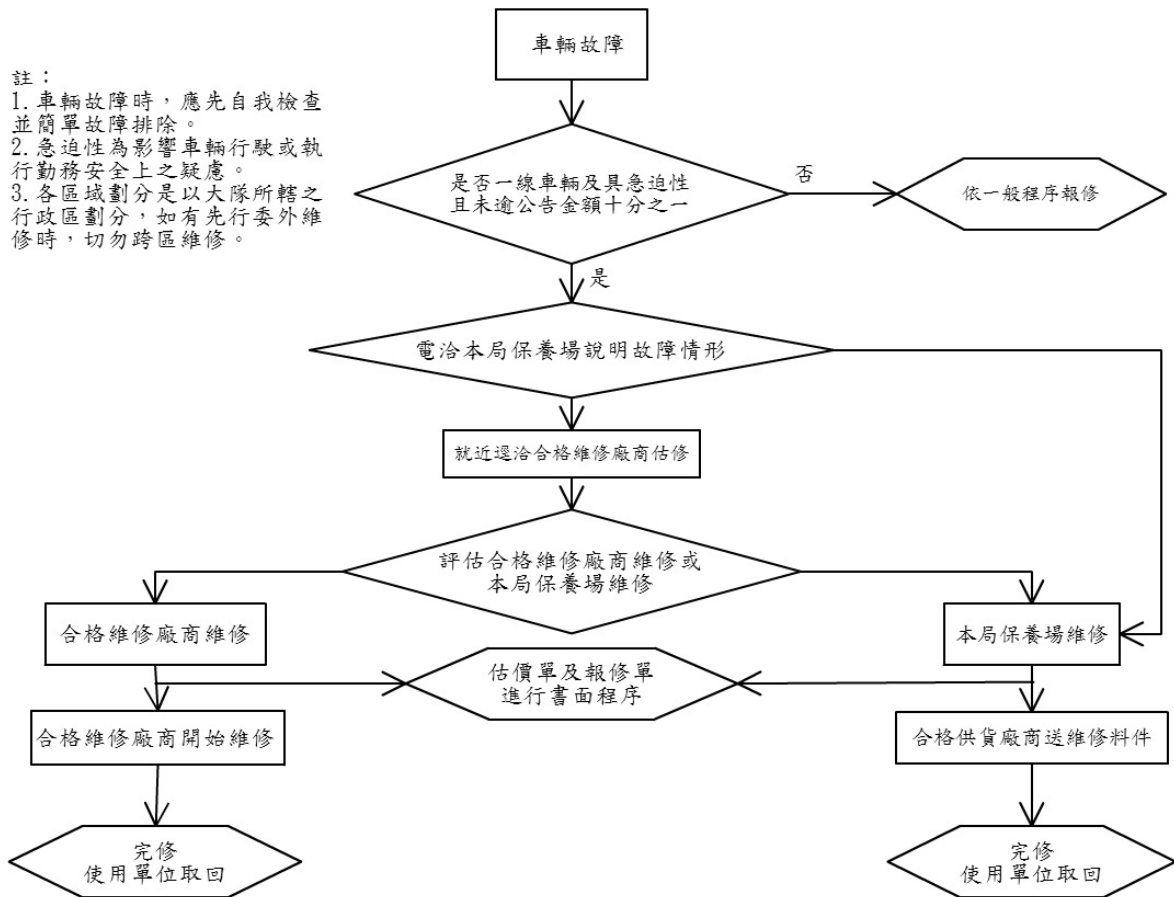 車輛故障
註：
1.車輛故障時，應先自我檢查
並簡單故障排除。
2.急迫性為影響車輛行駛或執
行勤務安全上之疑慮。
3.各區域劃分是以大隊所轄之
行政區劃分，如有先行委外維
修時，切勿跨區維修。
是否一線車輛及具急迫性
且未逾公告金額十分之一
否
依一般程序報修
是
電洽本局保養場說明故障情形
就近逕洽合格維修廠商估修
評估合格維修廠商維修或
本局保養場維修
合格維修廠商維修
本局保養場維修
估價單及報修單
進行書面程序
合格維修廠商開始維修
合格供貨廠商送維修料件
完修
使用單位取回
完修
使用單位取回